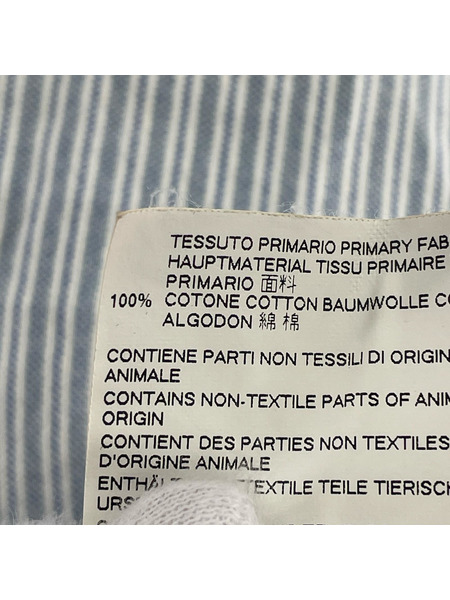 TESSUTO PRIMARIO PRIMARY FAB
HAUPTMATERIAL TISSU PRIMAIRE
PRIMARIO 面料
100% COTONE COTTON BAUMWOLLE CO
ALGODON 綿 棉
CONTIENE PARTI NON TESSILI DI ORIGIN
ANIMALE
CONTAINS NON-TEXTILE PARTS OF ANIM
ORIGIN
CONTIENT DES PARTIES NON TEXTILES
D'ORIGINE ANIMALE
TEILE TIERISCH